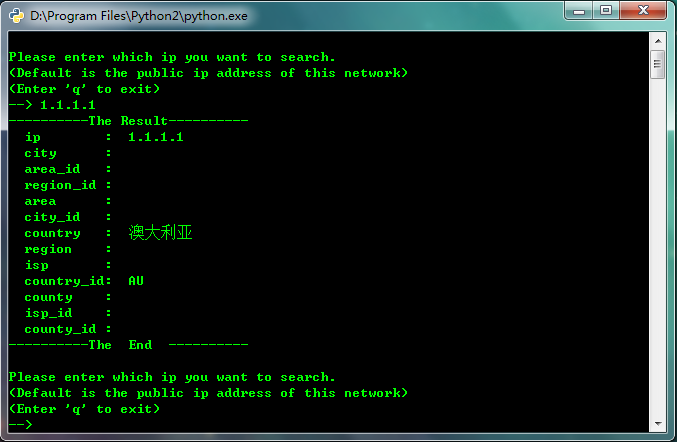 D:\Program Files\Python2\python.exe
Please enter which ip you want to search.
(Default is the public ip address of this network)
(Enter 'q' to exit)
--> 1.1.1.1
----------The Result----------
ip        :  1.1.1.1
city      :
area_id   :
region_id :
area      :
city_id   :
country   :  澳大利亚
region    :
isp       :
country_id:  AU
county    :
isp_id    :
county_id :
----------The  End  ----------
Please enter which ip you want to search.
(Default is the public ip address of this network)
(Enter 'q' to exit)
-->